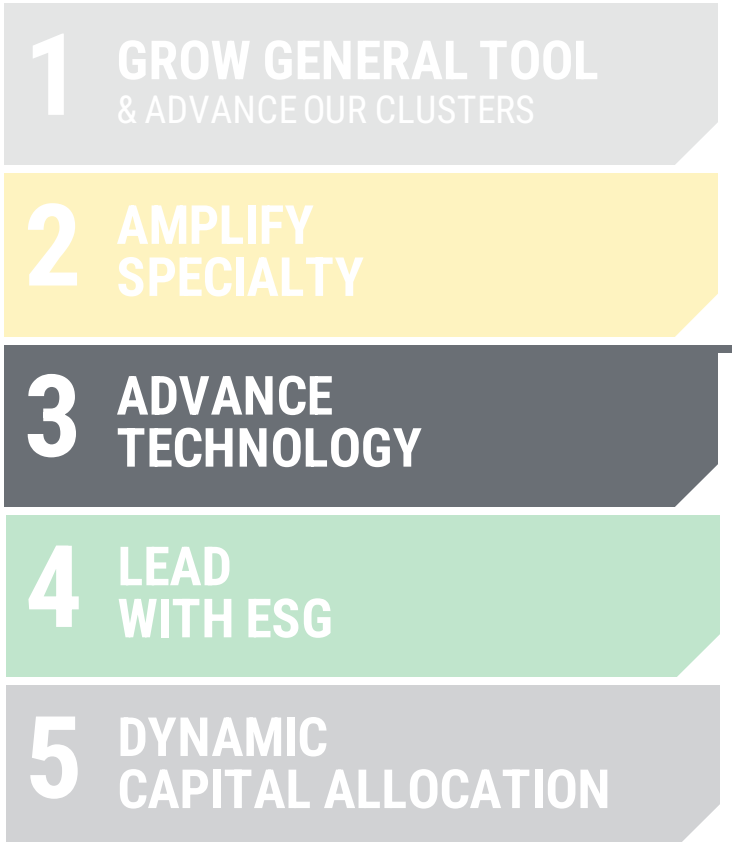 1 GROW GENERAL TOOL
& ADVANCE OUR CLUSTERS
2 AMPLIFY
SPECIALTY
3 ADVANCE
TECHNOLOGY
4 LEAD
WITH ESG
5 DYNAMIC
CAPITAL ALLOCATION